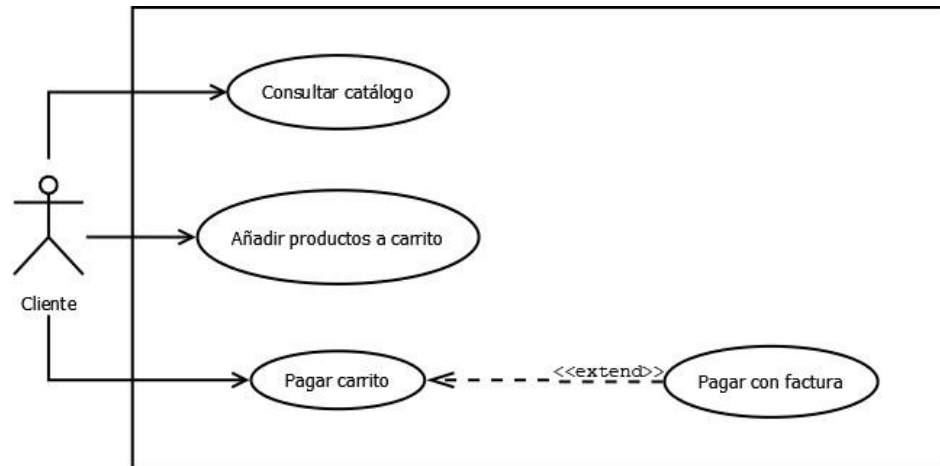 Consultar catálogo
Añadir productos a carrito
Cliente
Pagar carrito
<<extend>>
Pagar con factura